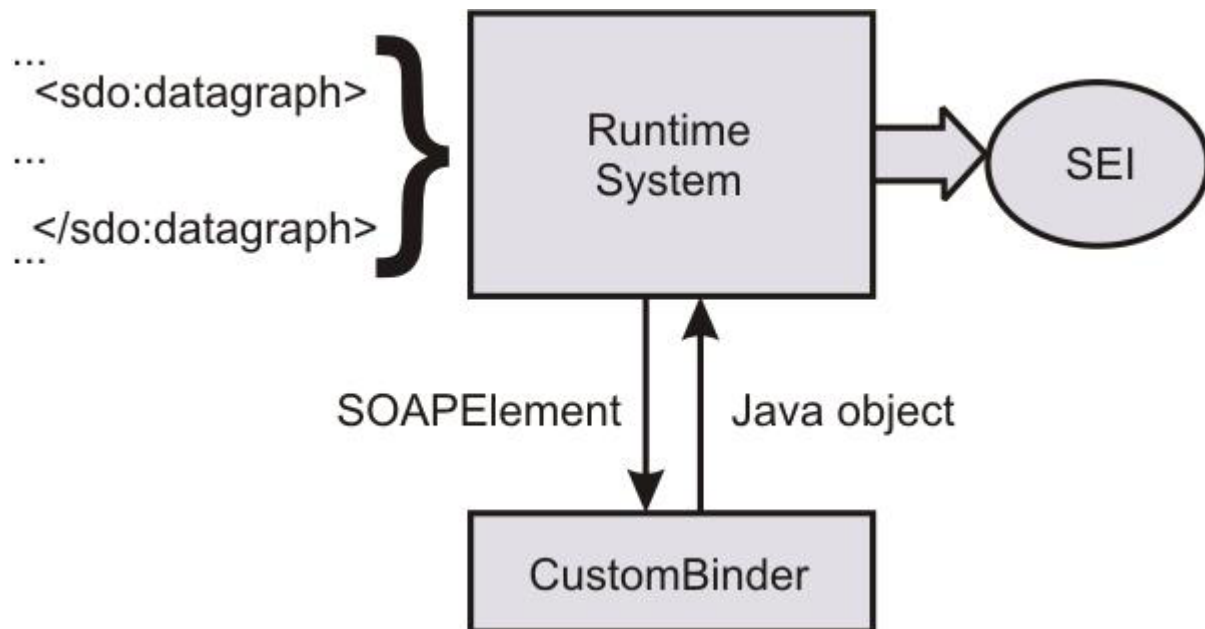 ...
<sdo:datagraph>
...
</sdo:datagraph>
...
Runtime
System
SEI
SOAPElement
Java object
CustomBinder